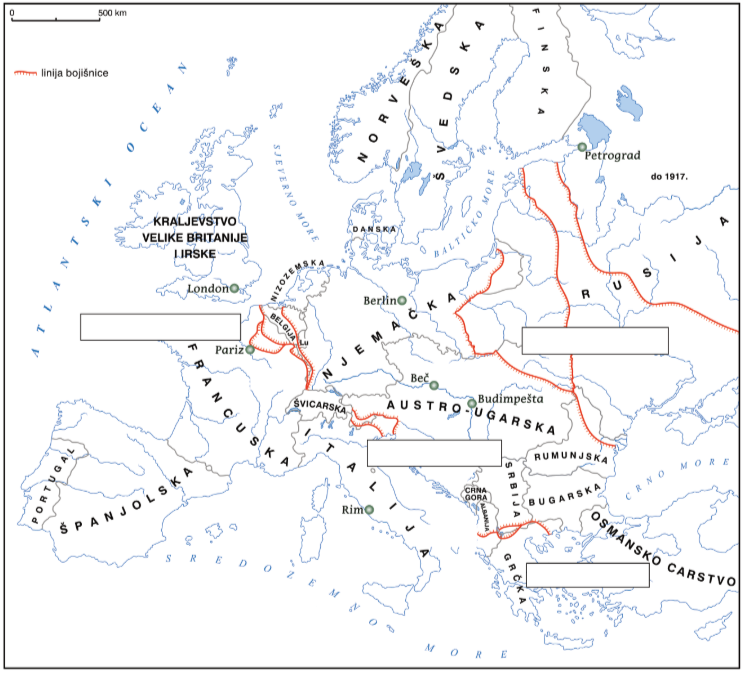 0 500 km
linija bojišnice
ATLANTSKI OCEAN
SJEVERNO MORE
NORVEŠKA
ŠVEDSKA
FINSKA
Petrograd
do 1917.
BALTIČKO MORE
DANSKA
KRALJEVSTVO
VELIKE BRITANIJE
I IRSKE
London
NIZOZEMSKA
BELGIJA
Lu
Berlin
NJEMAČKA
RUSIJA
Pariz
FRANCUSKA
Beč
Budimpešta
AUSTRO-UGARSKA
ŠVICARSKA
ITALIJA
Rim
PORTUGAL
ŠPANJOLSKA
SRBIJA
CRNA
GORA
ALBANIJA
RUMUNJSKA
BUGARSKA
CRNO MORE
GRČKA
OSMANSKO CARSTVO
SREDOZEMNO MORE